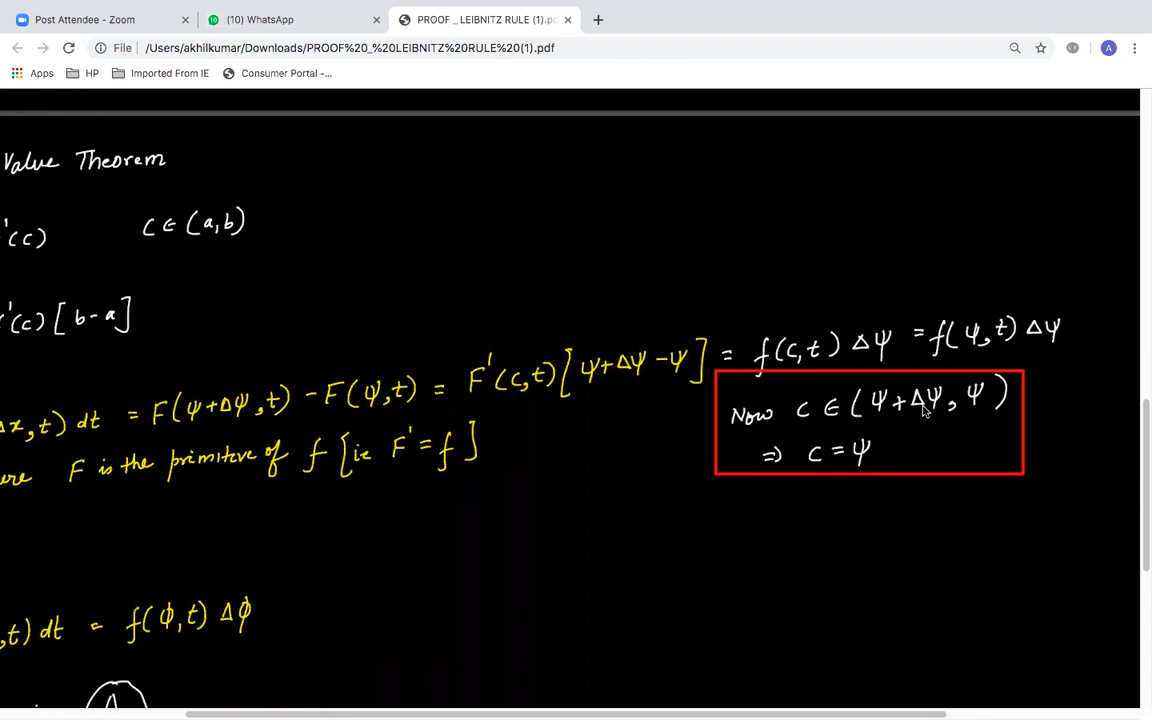 Post Attendee - Zoom
(10) WhatsApp
PROOF _ LEIBNITZ RULE (1).pd
File /Users/akhilkumar/Downloads/PROOF%20_%20LEIBNITZ%20RULE%20(1).pdf
A
Apps HP Imported From IE Consumer Portal -...
Value Theorem
'(c) c ∈ (a,b)
'(c) [b-a]
Δx, t) dt = F(ψ+Δψ, t) - F(ψ, t) = F'(c,t)[ψ+Δψ-ψ] = f(c,t) Δψ = f(ψ,t) Δψ
ere F is the primitive of f [ie F' = f]
Now c ∈ (ψ+Δψ, ψ)
⇒ c = ψ
,t) dt = f(φ,t) Δφ